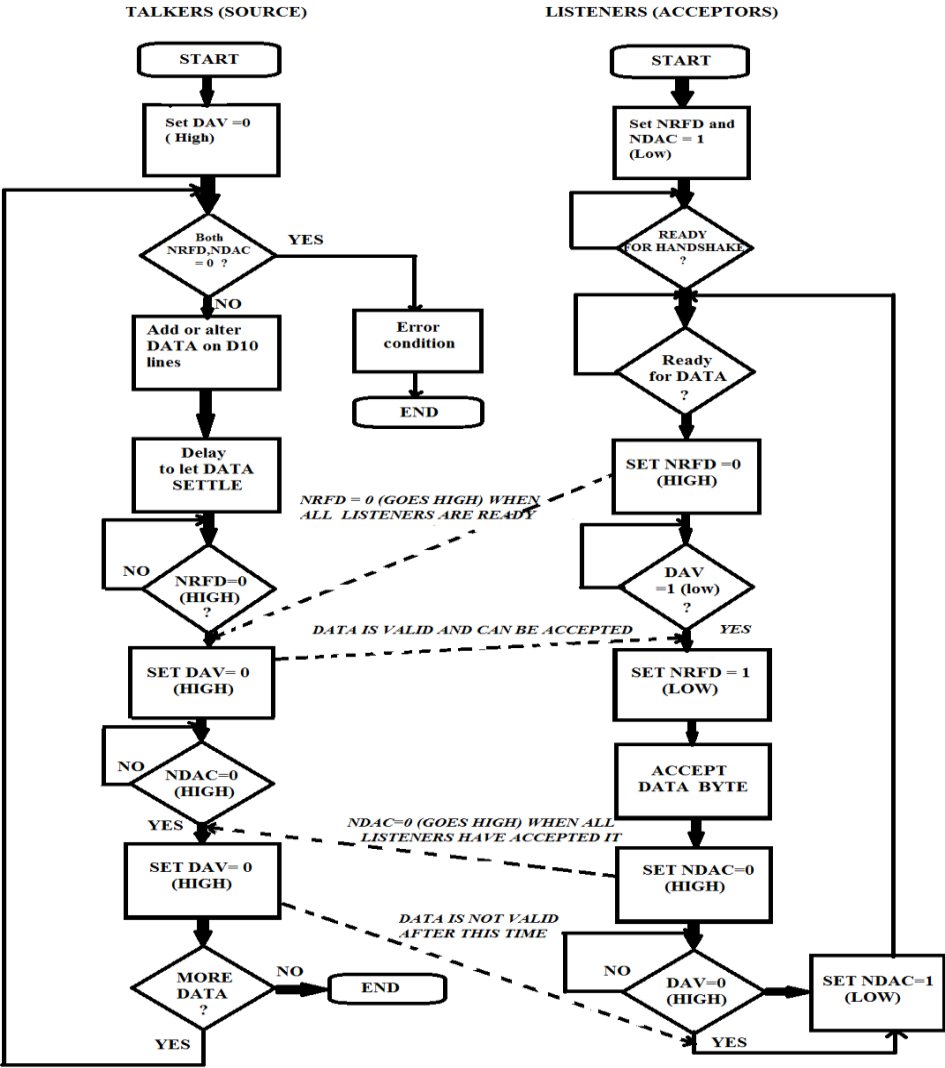 TALKERS (SOURCE)
START
Set DAV =0
( High)
Both
NRFD,NDAC
= 0 ?
YES
NO
Error
condition
END
Add or alter
DATA on D10
lines
Delay
to let DATA
SETTLE
NO
NRFD=0
(HIGH)
?
SET DAV= 0
(HIGH)
NO
NDAC=0
(HIGH)
YES
SET DAV= 0
(HIGH)
MORE
DATA
?
NO
END
YES
NRFD = 0 (GOES HIGH) WHEN
ALL LISTENERS ARE READY
DATA IS VALID AND CAN BE ACCEPTED
NDAC=0 (GOES HIGH) WHEN ALL
LISTENERS HAVE ACCEPTED IT
DATA IS NOT VALID
AFTER THIS TIME
LISTENERS (ACCEPTORS)
START
Set NRFD and
NDAC = 1
(Low)
READY
FOR HANDSHAKE
?
Ready
for DATA
?
SET NRFD =0
(HIGH)
DAV
=1 (low)
?
YES
SET NRFD = 1
(LOW)
ACCEPT
DATA BYTE
SET NDAC=0
(HIGH)
NO
DAV=0
(HIGH)
YES
SET NDAC=1
(LOW)